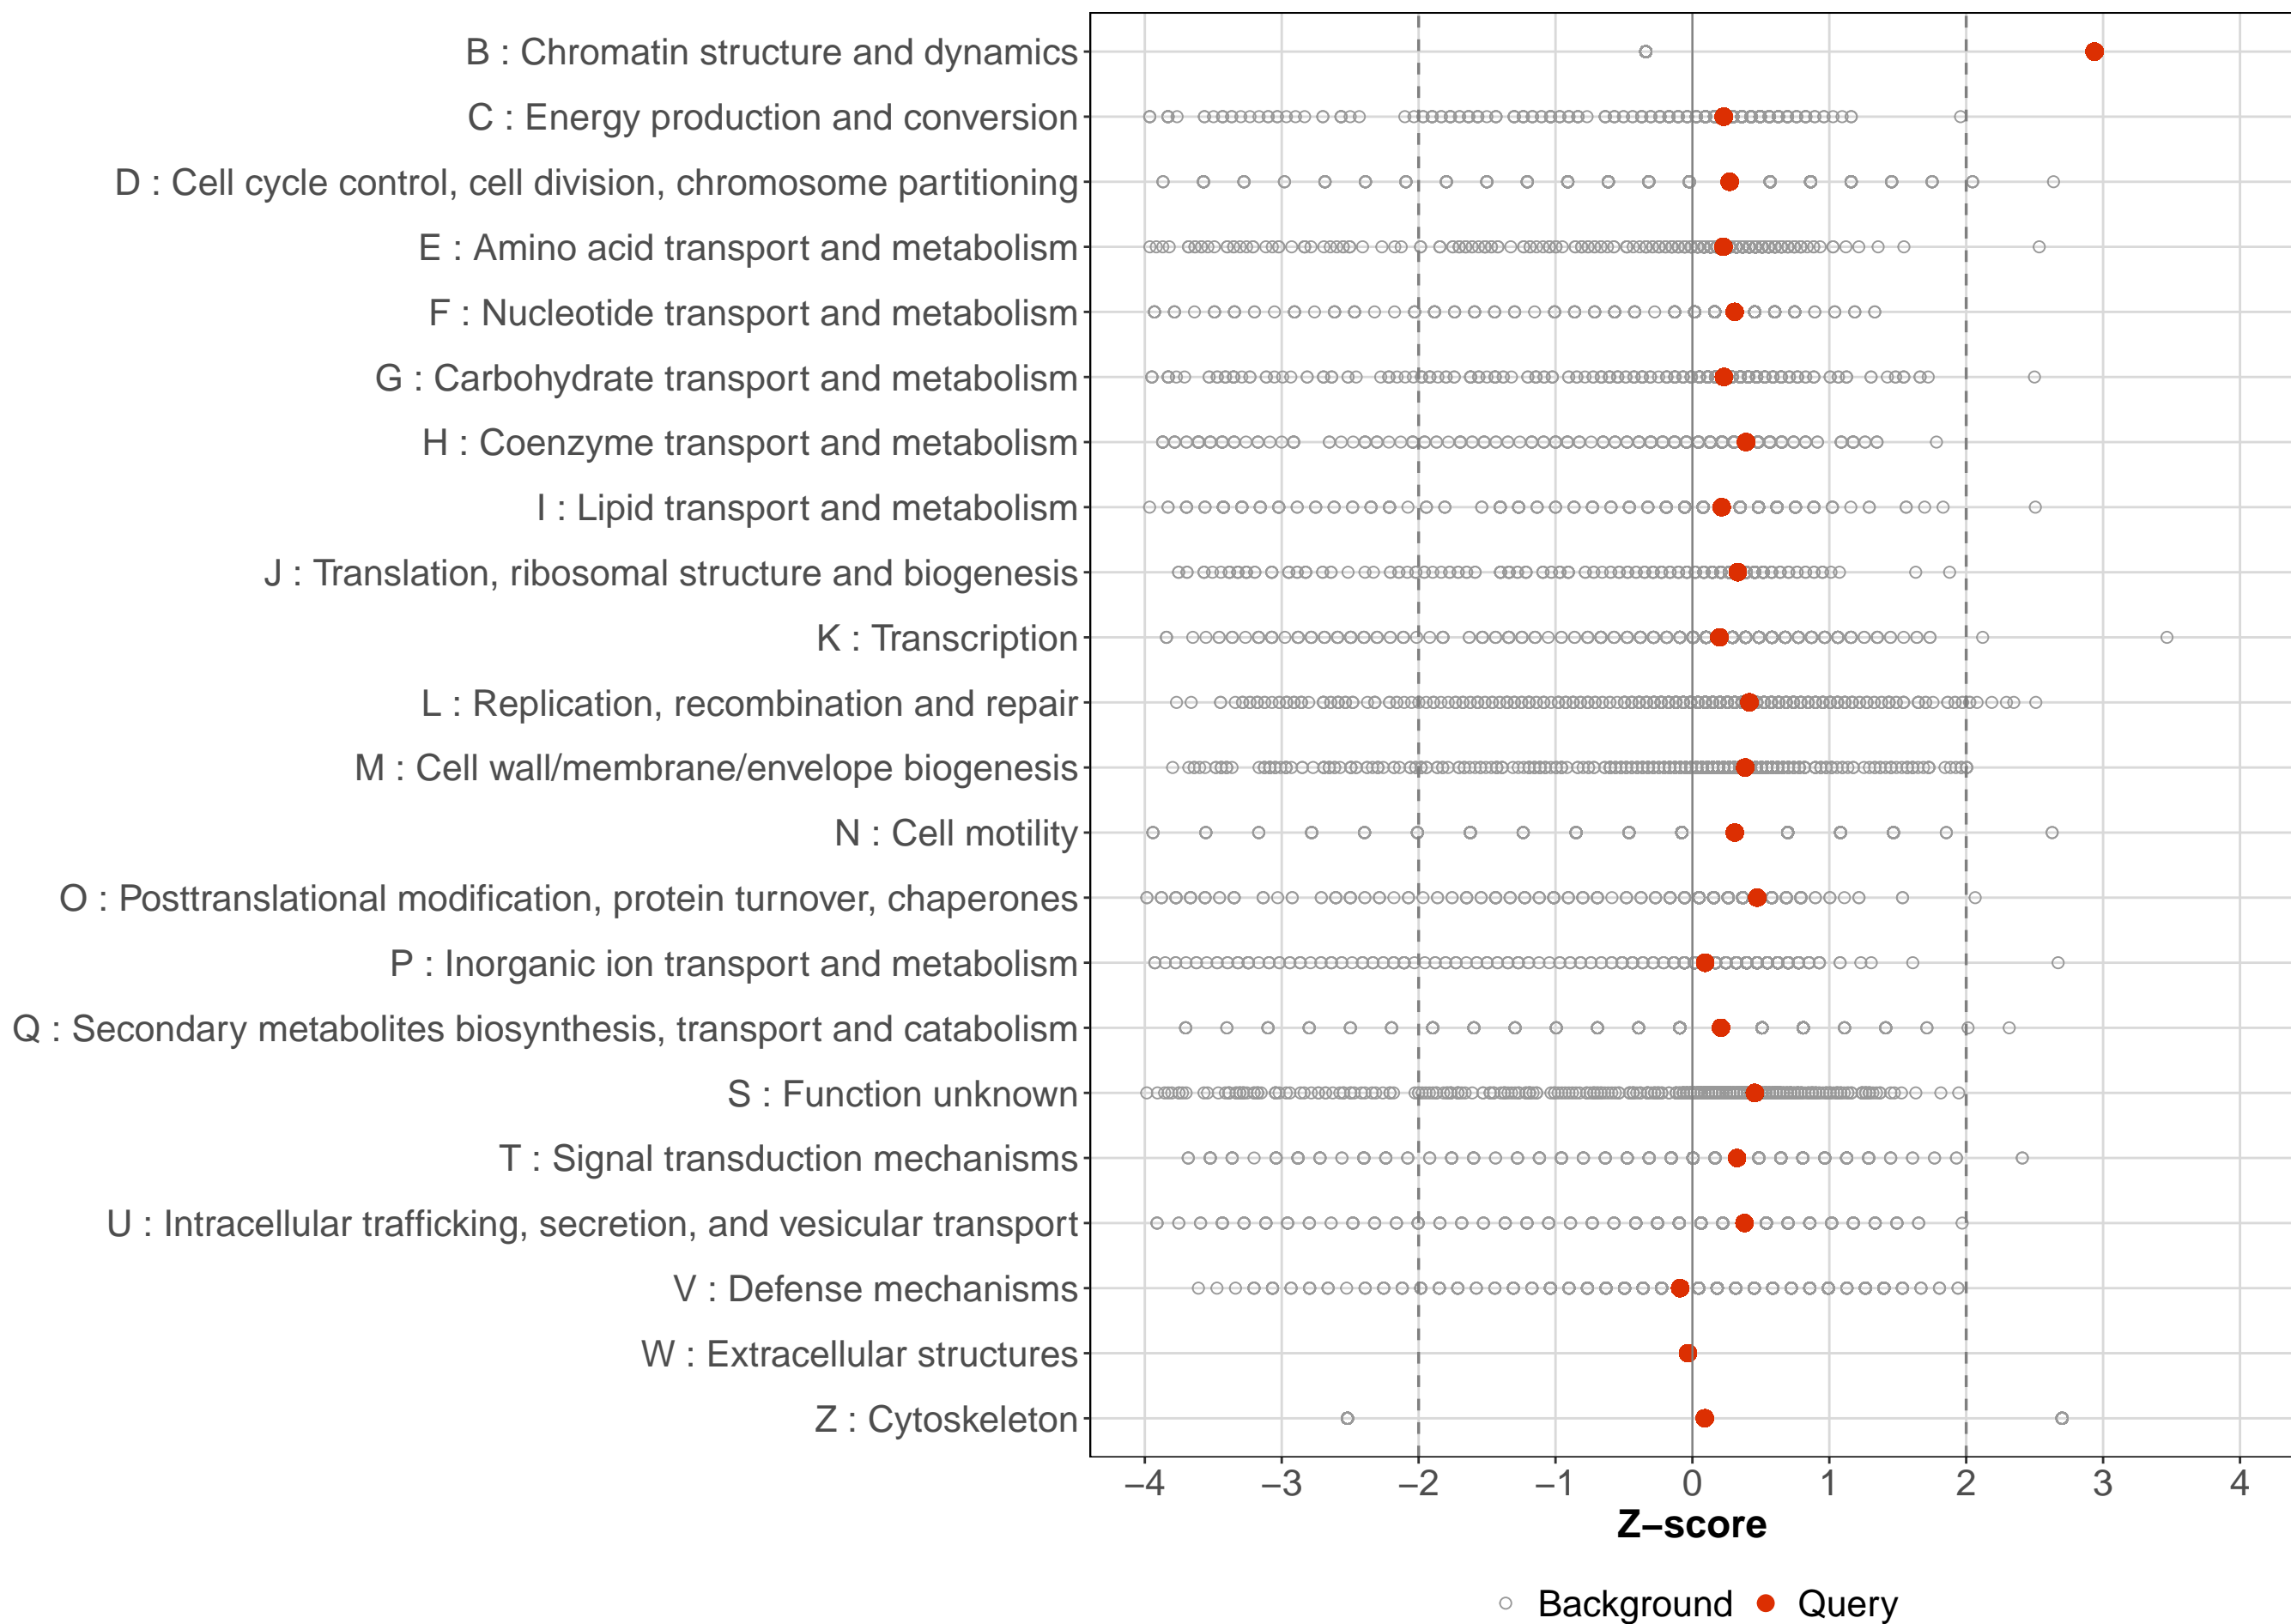 B : Chromatin structure and dynamics
C : Energy production and conversion
D : Cell cycle control, cell division, chromosome partitioning
E : Amino acid transport and metabolism
F : Nucleotide transport and metabolism
G : Carbohydrate transport and metabolism
H : Coenzyme transport and metabolism
I : Lipid transport and metabolism
J : Translation, ribosomal structure and biogenesis
K : Transcription
L : Replication, recombination and repair
M : Cell wall/membrane/envelope biogenesis
N : Cell motility
O : Posttranslational modification, protein turnover, chaperones
P : Inorganic ion transport and metabolism
Q : Secondary metabolites biosynthesis, transport and catabolism
S : Function unknown
T : Signal transduction mechanisms
U : Intracellular trafficking, secretion, and vesicular transport
V : Defense mechanisms
W : Extracellular structures
Z : Cytoskeleton
−4 −3 −2 −1 0 1 2 3 4
Z−score
Background Query